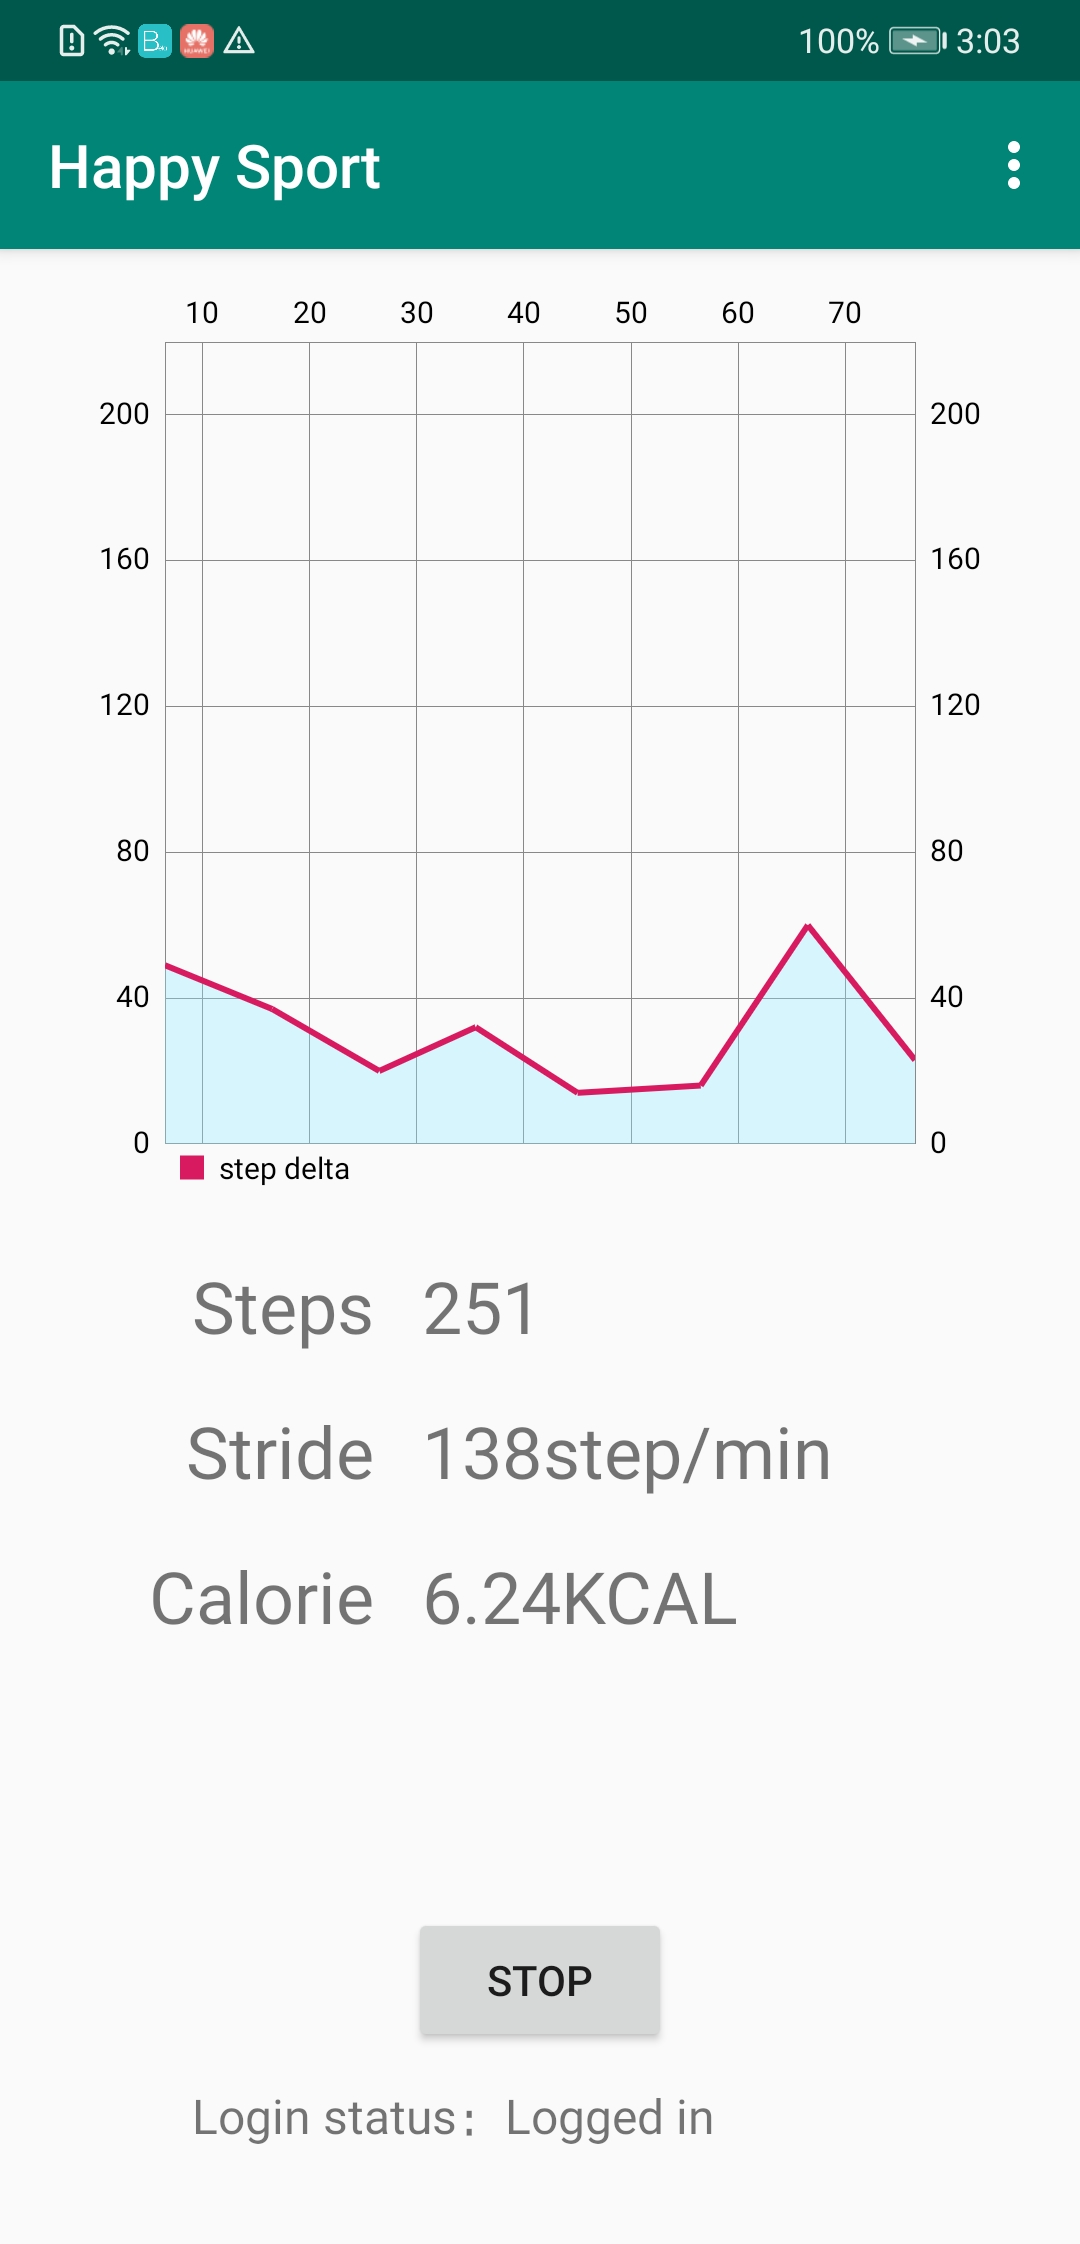 100% 3:03
Happy Sport
10 20 30 40 50 60 70
200 200
160 160
120 120
80 80
40 40
0 0
step delta
Steps 251
Stride 138step/min
Calorie 6.24KCAL
STOP
Login status: Logged in